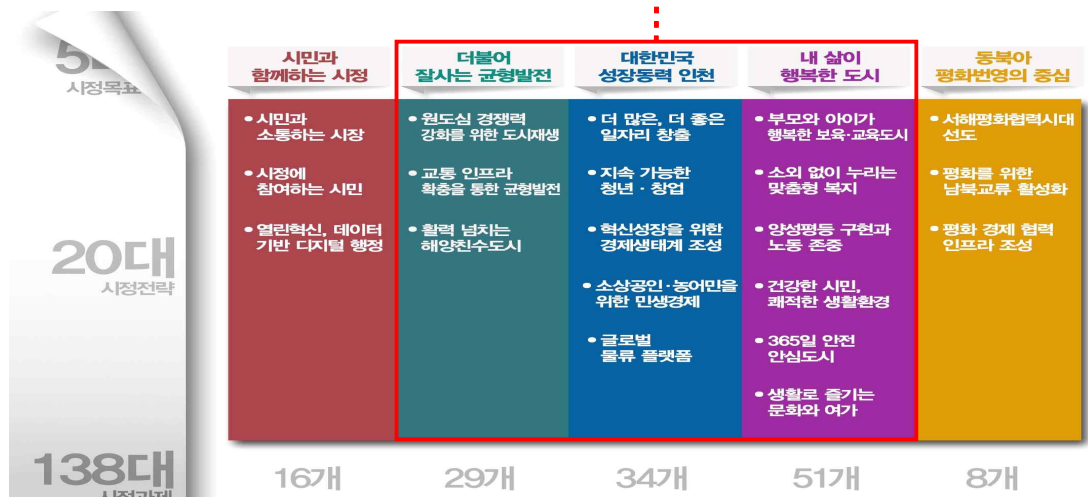 시정목표
20대
시정전략
138대
시민과
함께하는 시정
• 시민과
소통하는 시장
• 시정에
참여하는 시민
• 열린혁신, 데이터
기반 디지털 행정
16개
더불어
잘사는 균형발전
• 원도심 경쟁력
강화를 위한 도시재생
• 교통 인프라
확충을 통한 균형발전
• 활력 넘치는
해양친수도시
29개
대한민국
성장동력 인천
• 더 많은, 더 좋은
일자리 창출
• 지속 가능한
청년 · 창업
• 혁신성장을 위한
경제생태계 조성
• 소상공인·농어민을
위한 민생경제
• 글로벌
물류 플랫폼
34개
내 삶이
행복한 도시
• 부모와 아이가
행복한 보육·교육도시
• 소외 없이 누리는
맞춤형 복지
• 양성평등 구현과
노동 존중
• 건강한 시민,
쾌적한 생활환경
• 365일 안전
안심도시
• 생활로 즐기는
문화와 여가
51개
동북아
평화번영의 중심
• 서해평화협력시대
선도
• 평화를 위한
남북교류 활성화
• 평화 경제 협력
인프라 조성
8개